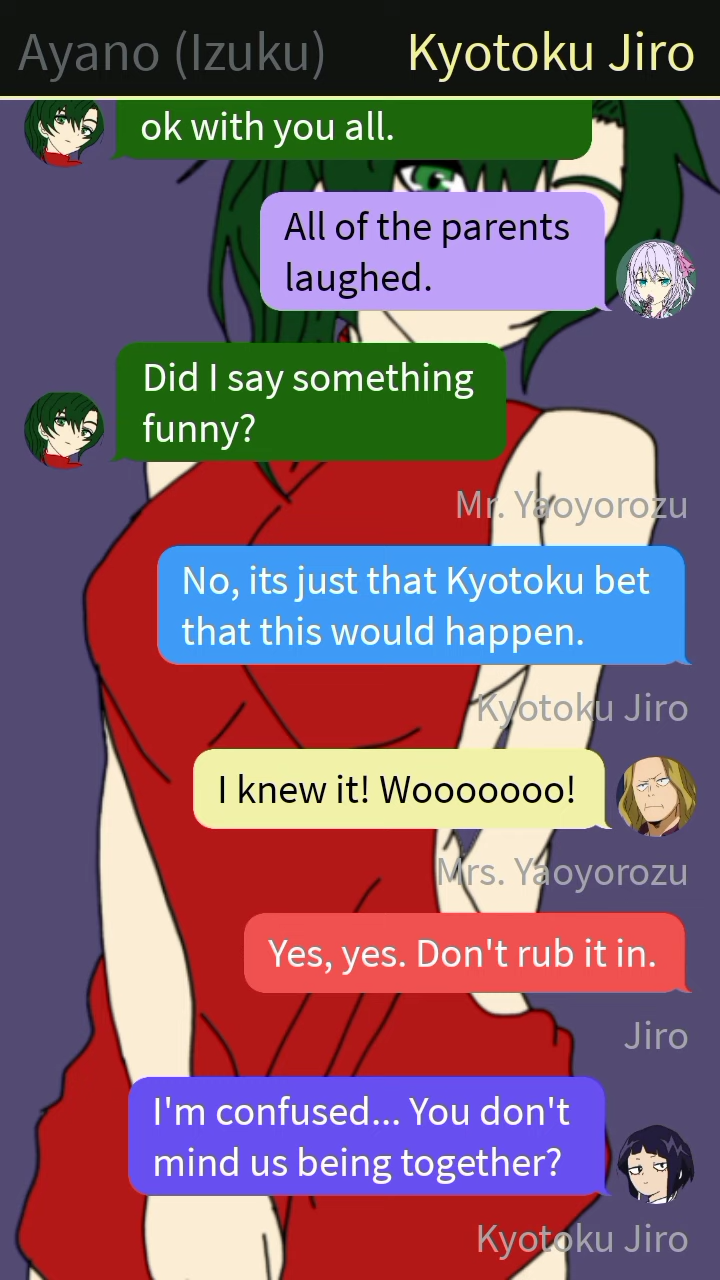 Ayano (Izuku) Kyotoku Jiro
ok with you all.
All of the parents
laughed.
Did I say something
funny?
Mr. Yaoyorozu
No, its just that Kyotoku bet
that this would happen.
Kyotoku Jiro
I knew it! Wooooooo!
Mrs. Yaoyorozu
Yes, yes. Don't rub it in.
Jiro
I'm confused... You don't
mind us being together?
Kyotoku Jiro